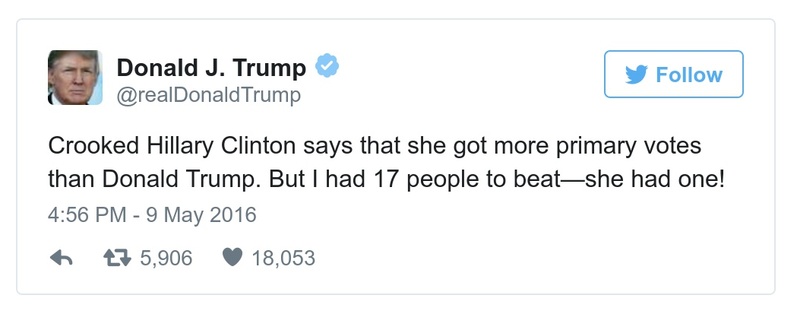 Donald J. Trump
@realDonaldTrump
Follow
Crooked Hillary Clinton says that she got more primary votes
than Donald Trump. But I had 17 people to beat—she had one!
4:56 PM - 9 May 2016
5,906 18,053